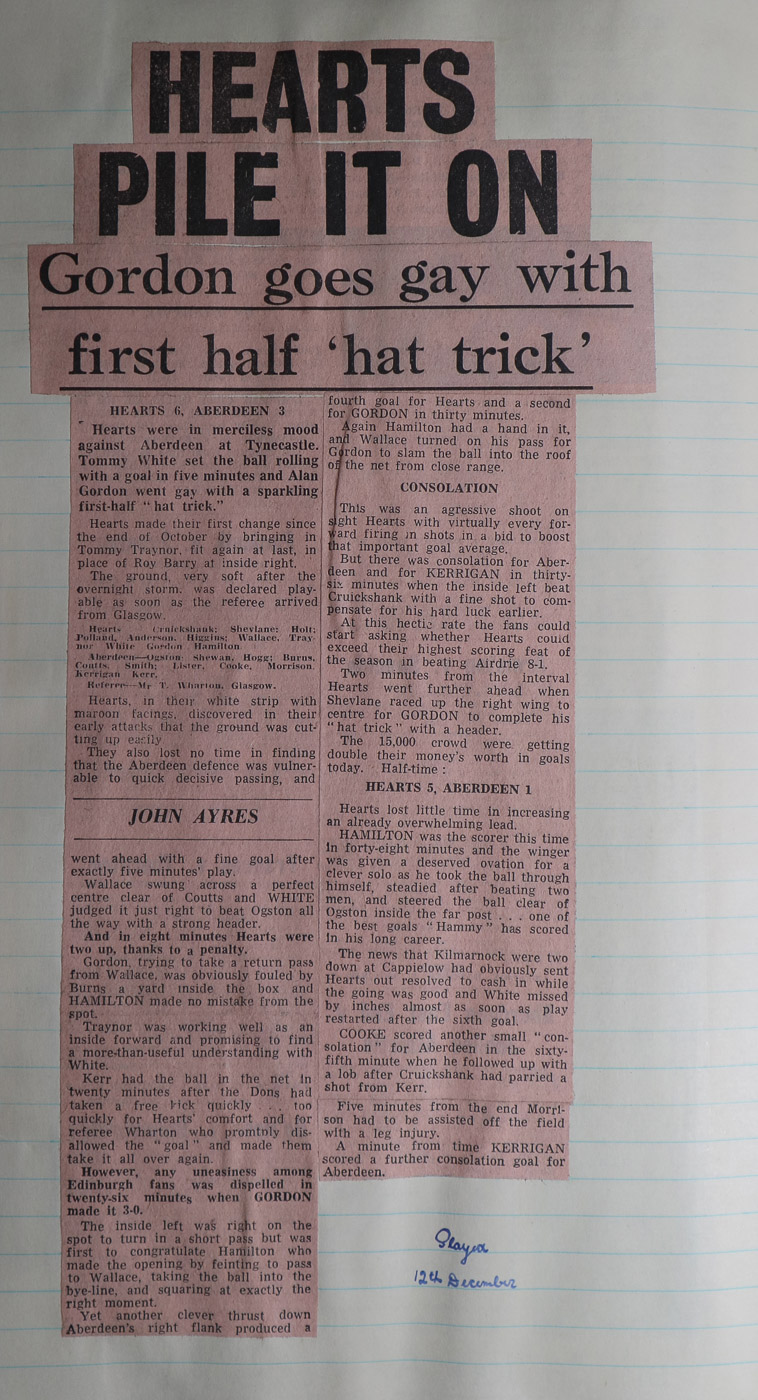 HEARTS
PILE IT ON
Gordon goes gay with
first half 'hat trick'
HEARTS 6, ABERDEEN 3
Hearts were in merciless mood
against Aberdeen at Tynecastle.
Tommy White set the ball rolling
with a goal in five minutes and Alan
Gordon went gay with a sparkling
first-half "hat trick."
Hearts made their first change since
the end of October by bringing in
Tommy Traynor, fit again at last, in
place of Roy Barry at inside right.
The ground, very soft after the
overnight storm, was declared play-
able as soon as the referee arrived
from Glasgow.
Hearts — Cruickshank; Shevlane; Holt;
Polland, Anderson, Higgins; Wallace, Tray-
nor White Gordon Hamilton.
Aberdeen—Ogston; Shewan, Hogg; Burns,
Coutts, Smith; Lister, Cooke, Morrison,
Kerrigan Kerr.
Referee—Mr T. Wharton, Glasgow.
Hearts, in their white strip with
maroon facings, discovered in their
early attacks that the ground was cut-
ting up easily
They also lost no time in finding
that the Aberdeen defence was vulner-
able to quick decisive passing, and
JOHN AYRES
went ahead with a fine goal after
exactly five minutes' play.
Wallace swung across a perfect
centre clear of Coutts and WHITE
judged it just right to beat Ogston all
the way with a strong header.
And in eight minutes Hearts were
two up, thanks to a penalty.
Gordon, trying to take a return pass
from Wallace, was obviously fouled by
Burns a yard inside the box and
HAMILTON made no mistake from the
spot.
Traynor was working well as an
inside forward and promising to find
a more-than-useful understanding with
White.
Kerr had the ball in the net in
twenty minutes after the Dons had
taken a free kick quickly . . . too
quickly for Hearts' comfort and for
referee Wharton who promptly dis-
allowed the "goal" and made them
take it all over again.
However, any uneasiness among
Edinburgh fans was dispelled in
twenty-six minutes when GORDON
made it 3-0.
The inside left was right on the
spot to turn in a short pass but was
first to congratulate Hamilton who
made the opening by feinting to pass
to Wallace, taking the ball into the
bye-line, and squaring at exactly the
right moment.
Yet another clever thrust down
Aberdeen's right flank produced a
fourth goal for Hearts and a second
for GORDON in thirty minutes.
Again Hamilton had a hand in it,
and Wallace turned on his pass for
Gordon to slam the ball into the roof
of the net from close range.
CONSOLATION
This was an agressive shoot on
sight Hearts with virtually every for-
ward firing in shots in a bid to boost
that important goal average.
But there was consolation for Aber-
deen and for KERRIGAN in thirty-
six minutes when the inside left beat
Cruickshank with a fine shot to com-
pensate for his hard luck earlier.
At this hectic rate the fans could
start asking whether Hearts could
exceed their highest scoring feat of
the season in beating Airdrie 8-1.
Two minutes from the interval
Hearts went further ahead when
Shevlane raced up the right wing to
centre for GORDON to complete his
"hat trick" with a header.
The 15,000 crowd were getting
double their money's worth in goals
today. Half-time :
HEARTS 5, ABERDEEN 1
Hearts lost little time in increasing
an already overwhelming lead.
HAMILTON was the scorer this time
in forty-eight minutes and the winger
was given a deserved ovation for a
clever solo as he took the ball through
himself, steadied after beating two
men, and steered the ball clear of
Ogston inside the far post . . . one of
the best goals "Hammy" has scored
in his long career.
The news that Kilmarnock were two
down at Cappielow had obviously sent
Hearts out resolved to cash in while
the going was good and White missed
by inches almost as soon as play
restarted after the sixth goal.
COOKE scored another small "con-
solation" for Aberdeen in the sixty-
fifth minute when he followed up with
a lob after Cruickshank had parried a
shot from Kerr.
Five minutes from the end Morri-
son had to be assisted off the field
with a leg injury.
A minute from time KERRIGAN
scored a further consolation goal for
Aberdeen.
Played
12th December